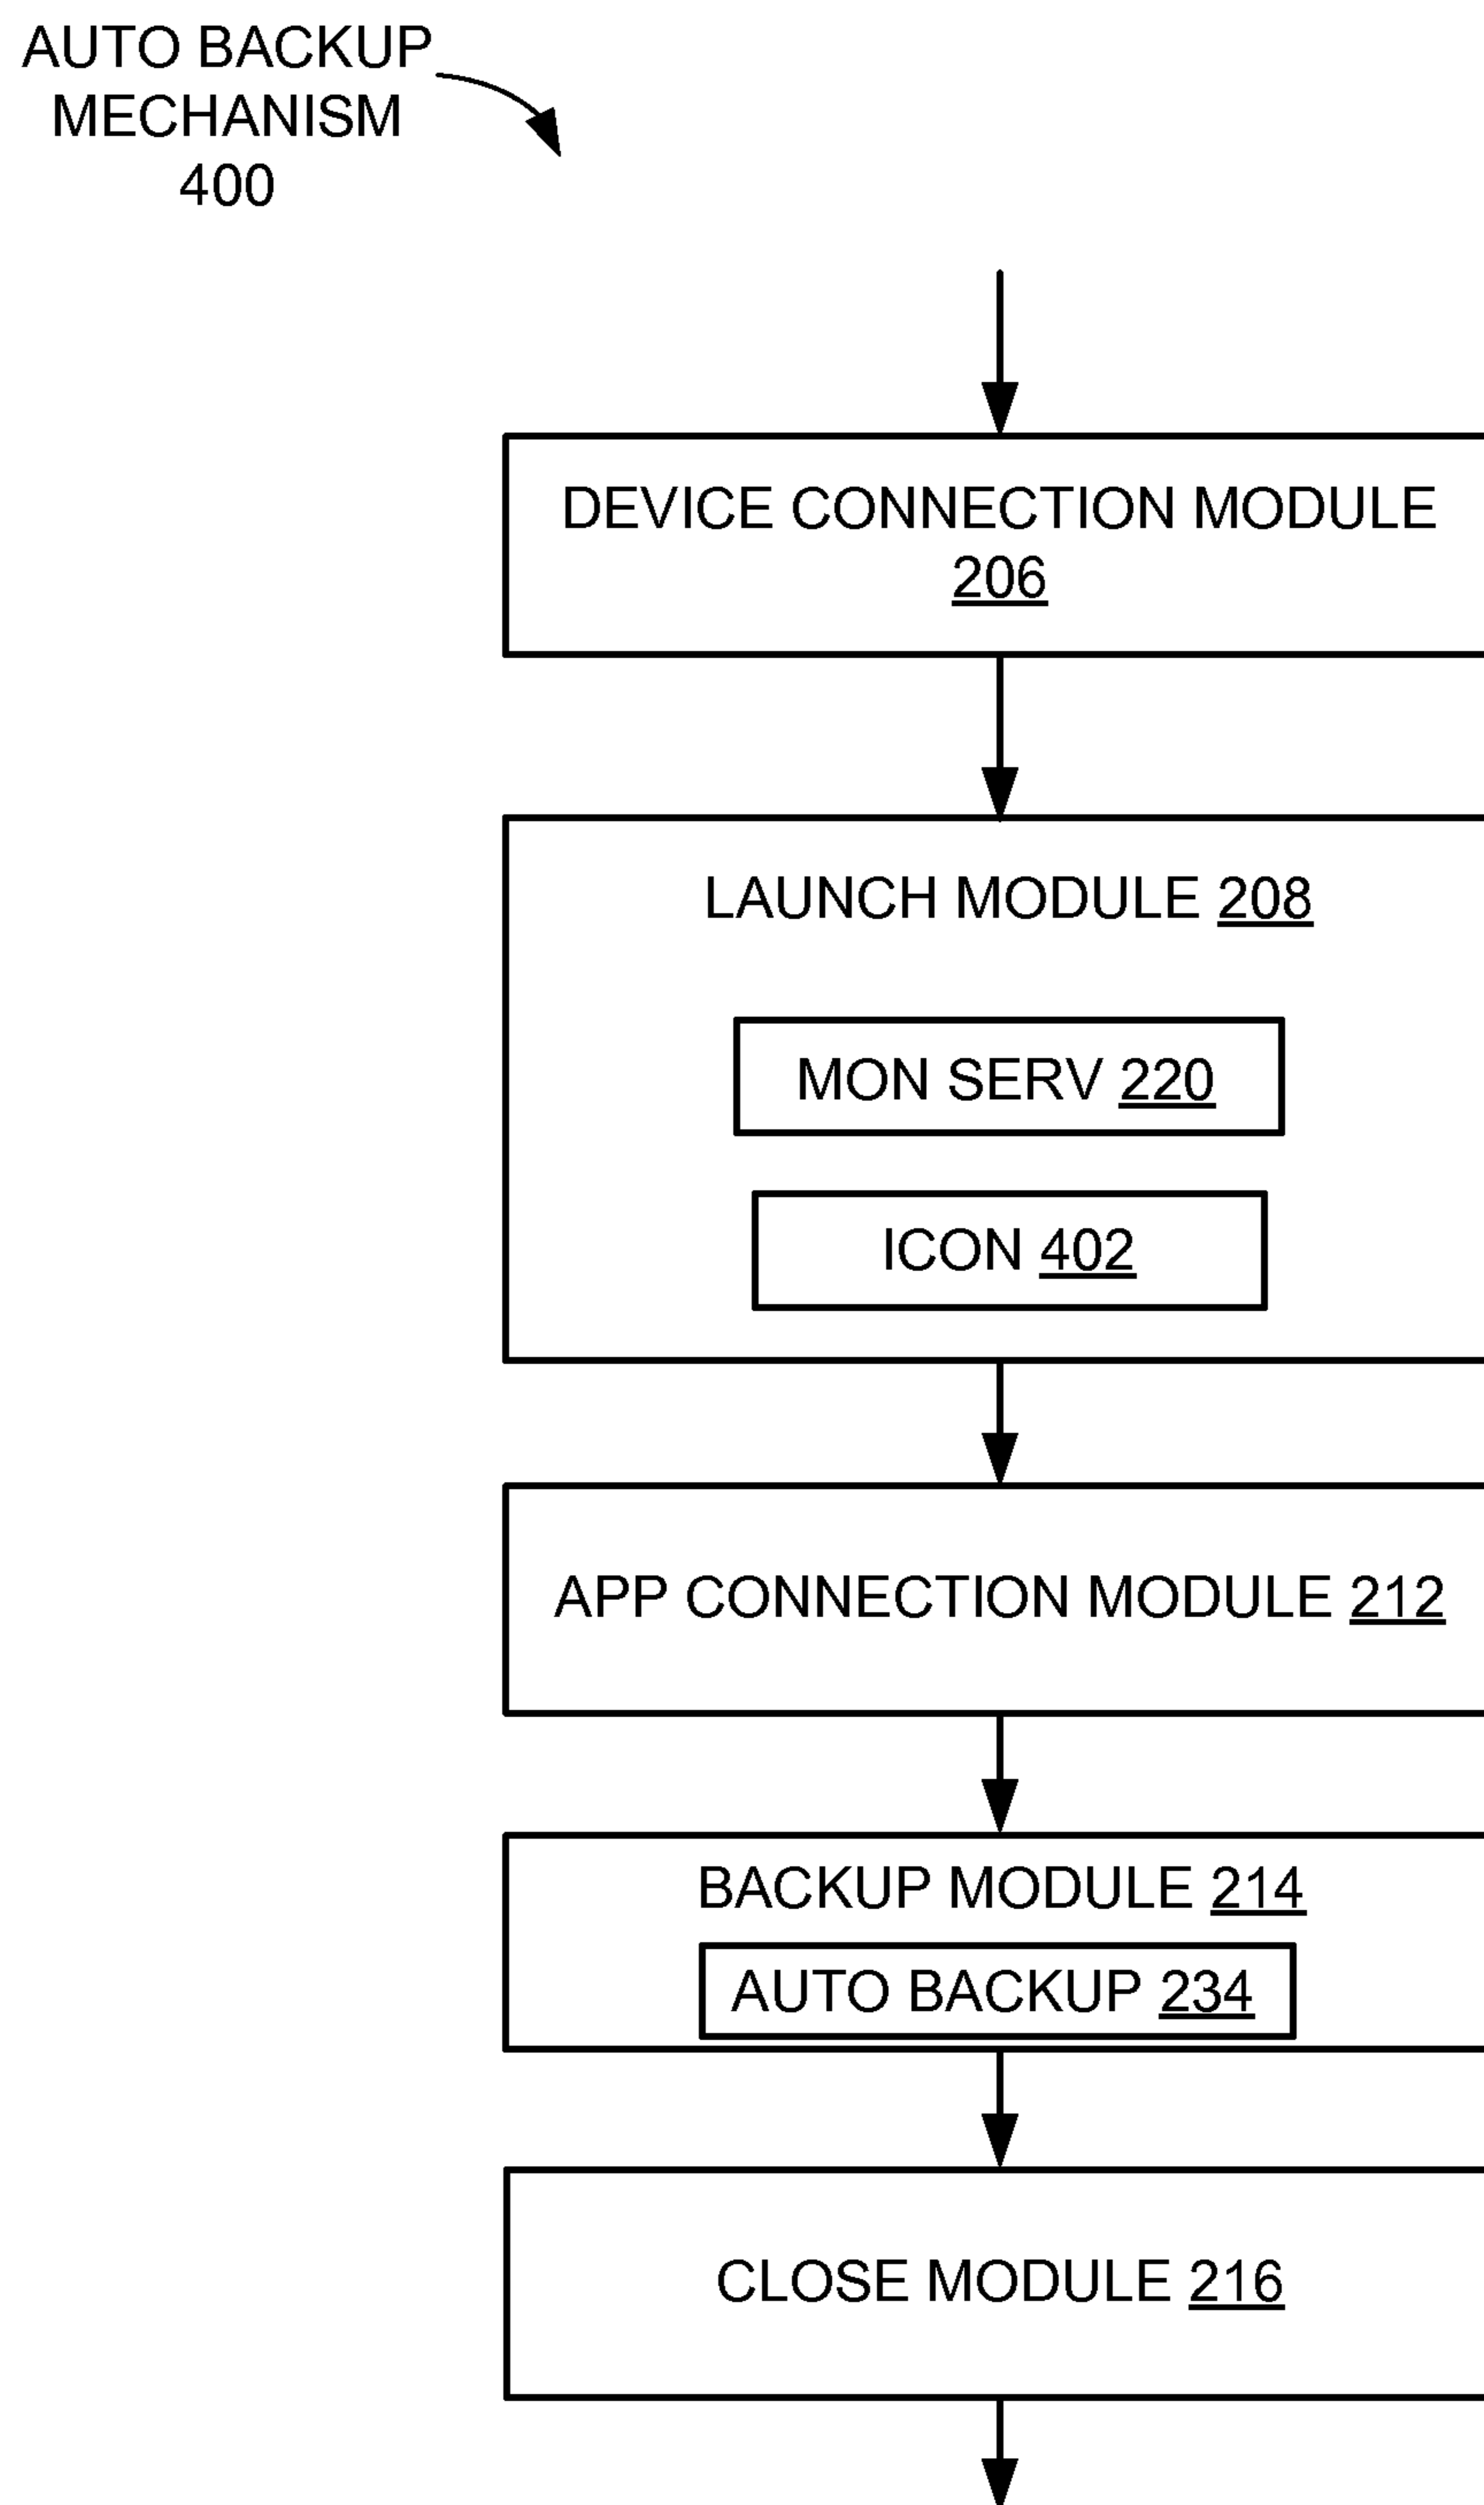 AUTO BACKUP
MECHANISM
400
DEVICE CONNECTION MODULE
206
LAUNCH MODULE 208
MON SERV 220
ICON 402
APP CONNECTION MODULE 212
BACKUP MODULE 214
AUTO BACKUP 234
CLOSE MODULE 216